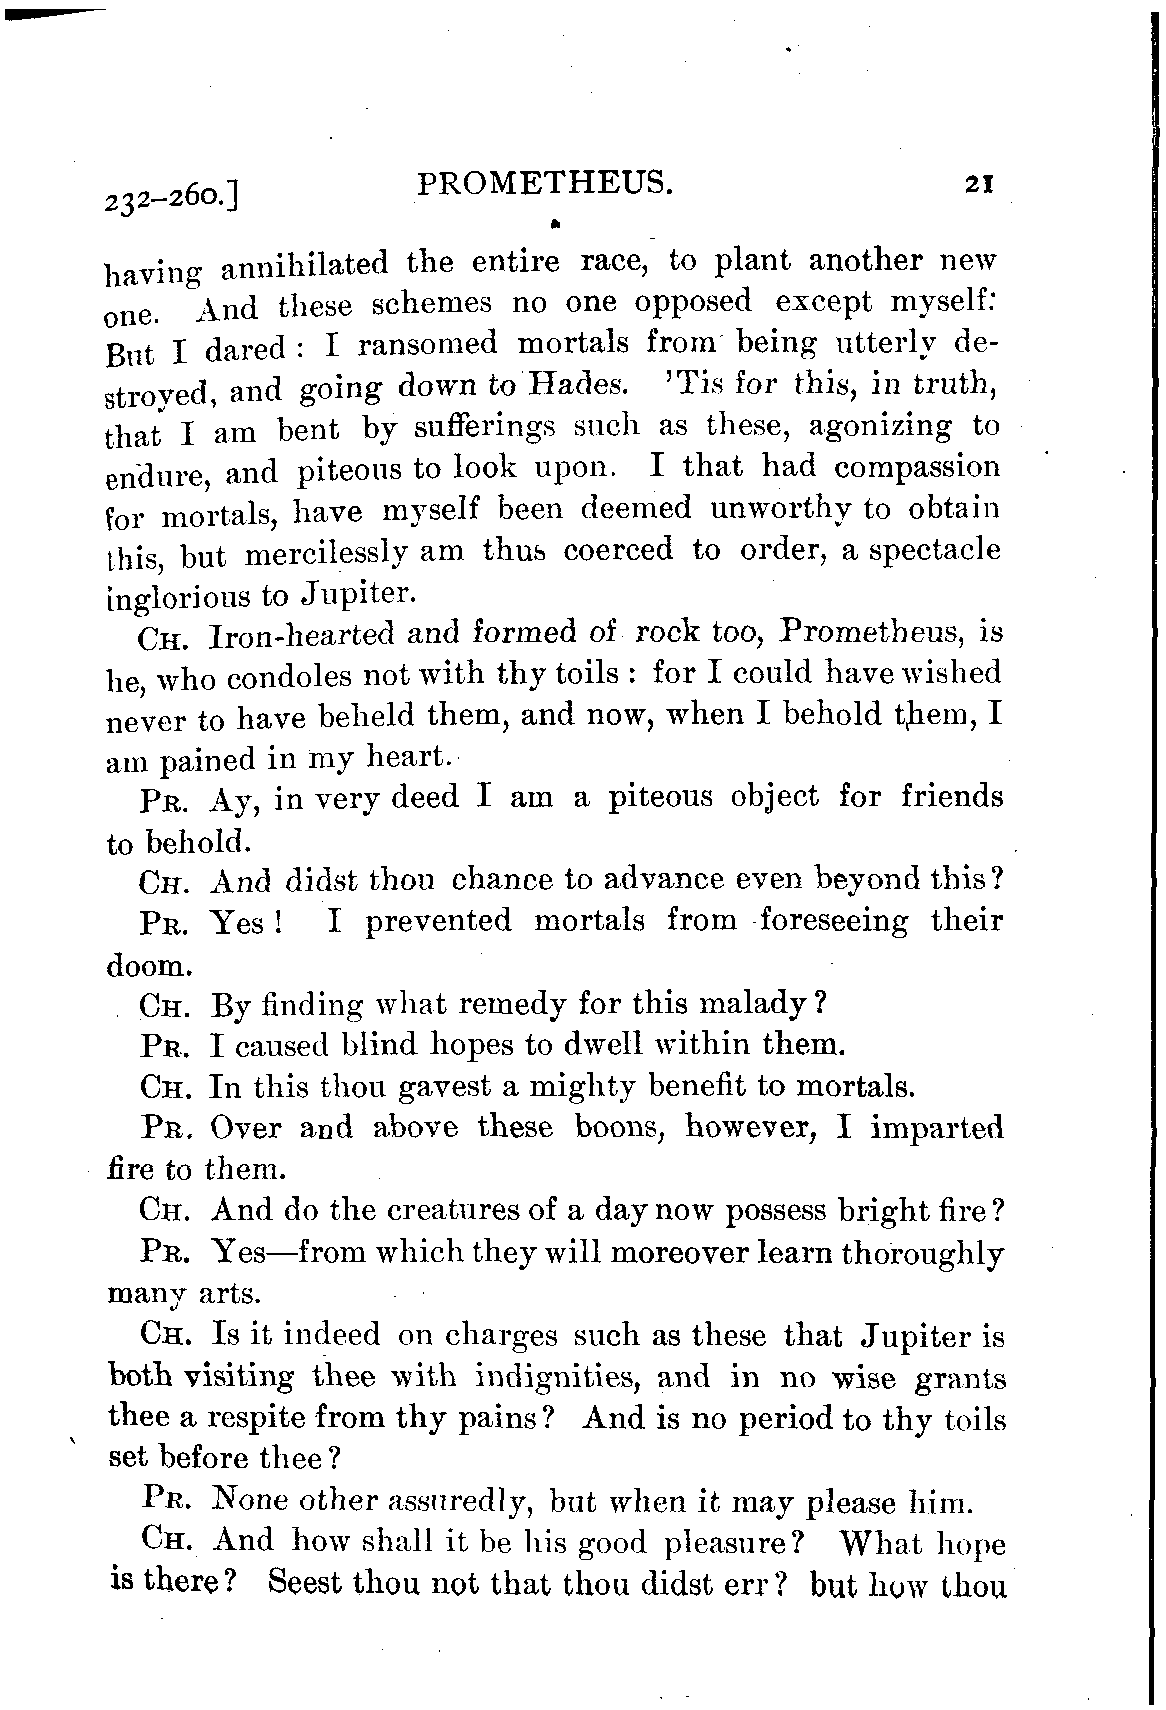 232–260.] PROMETHEUS. 21
having annihilated the entire race, to plant another new
one. And these schemes no one opposed except myself:
But I dared : I ransomed mortals from being utterly de-
stroyed, and going down to Hades. 'Tis for this, in truth,
that I am bent by sufferings such as these, agonizing to
endure, and piteous to look upon. I that had compassion
for mortals, have myself been deemed unworthy to obtain
this, but mercilessly am thus coerced to order, a spectacle
inglorious to Jupiter.
CH. Iron-hearted and formed of rock too, Prometheus, is
he, who condoles not with thy toils : for I could have wished
never to have beheld them, and now, when I behold them, I
am pained in my heart.
PR. Ay, in very deed I am a piteous object for friends
to behold.
CH. And didst thou chance to advance even beyond this?
PR. Yes ! I prevented mortals from foreseeing their
doom.
CH. By finding what remedy for this malady?
PR. I caused blind hopes to dwell within them.
CH. In this thou gavest a mighty benefit to mortals.
PR. Over and above these boons, however, I imparted
fire to them.
CH. And do the creatures of a day now possess bright fire?
PR. Yes—from which they will moreover learn thoroughly
many arts.
CH. Is it indeed on charges such as these that Jupiter is
both visiting thee with indignities, and in no wise grants
thee a respite from thy pains? And is no period to thy toils
set before thee?
PR. None other assuredly, but when it may please him.
CH. And how shall it be his good pleasure? What hope
is there? Seest thou not that thou didst err? but how thou